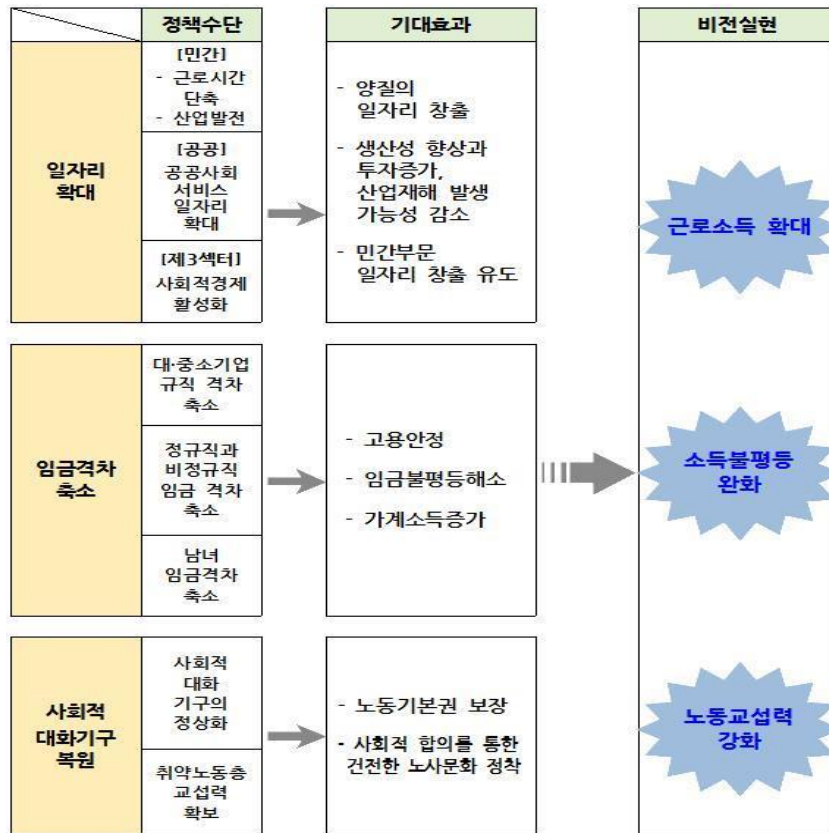 정책수단
기대효과
비전실현
일자리
확대
[민간]
- 근로시간
단축
- 산업발전
[공공]
공공사회
서비스
일자리
확대
[제3섹터]
사회적경제
활성화
- 양질의
일자리 창출
- 생산성 향상과
투자증가,
산업재해 발생
가능성 감소
- 민간부문
일자리 창출 유도
근로소득 확대
임금격차
축소
대·중소기업
규직 격차
축소
정규직과
비정규직
임금 격차
축소
남녀
임금격차
축소
- 고용안정
- 임금불평등해소
- 가계소득증가
소득불평등
완화
사회적
대화기구
복원
사회적
대화
기구의
정상화
취약노동층
교섭력
확보
- 노동기본권 보장
- 사회적 합의를 통한
건전한 노사문화 정착
노동교섭력
강화